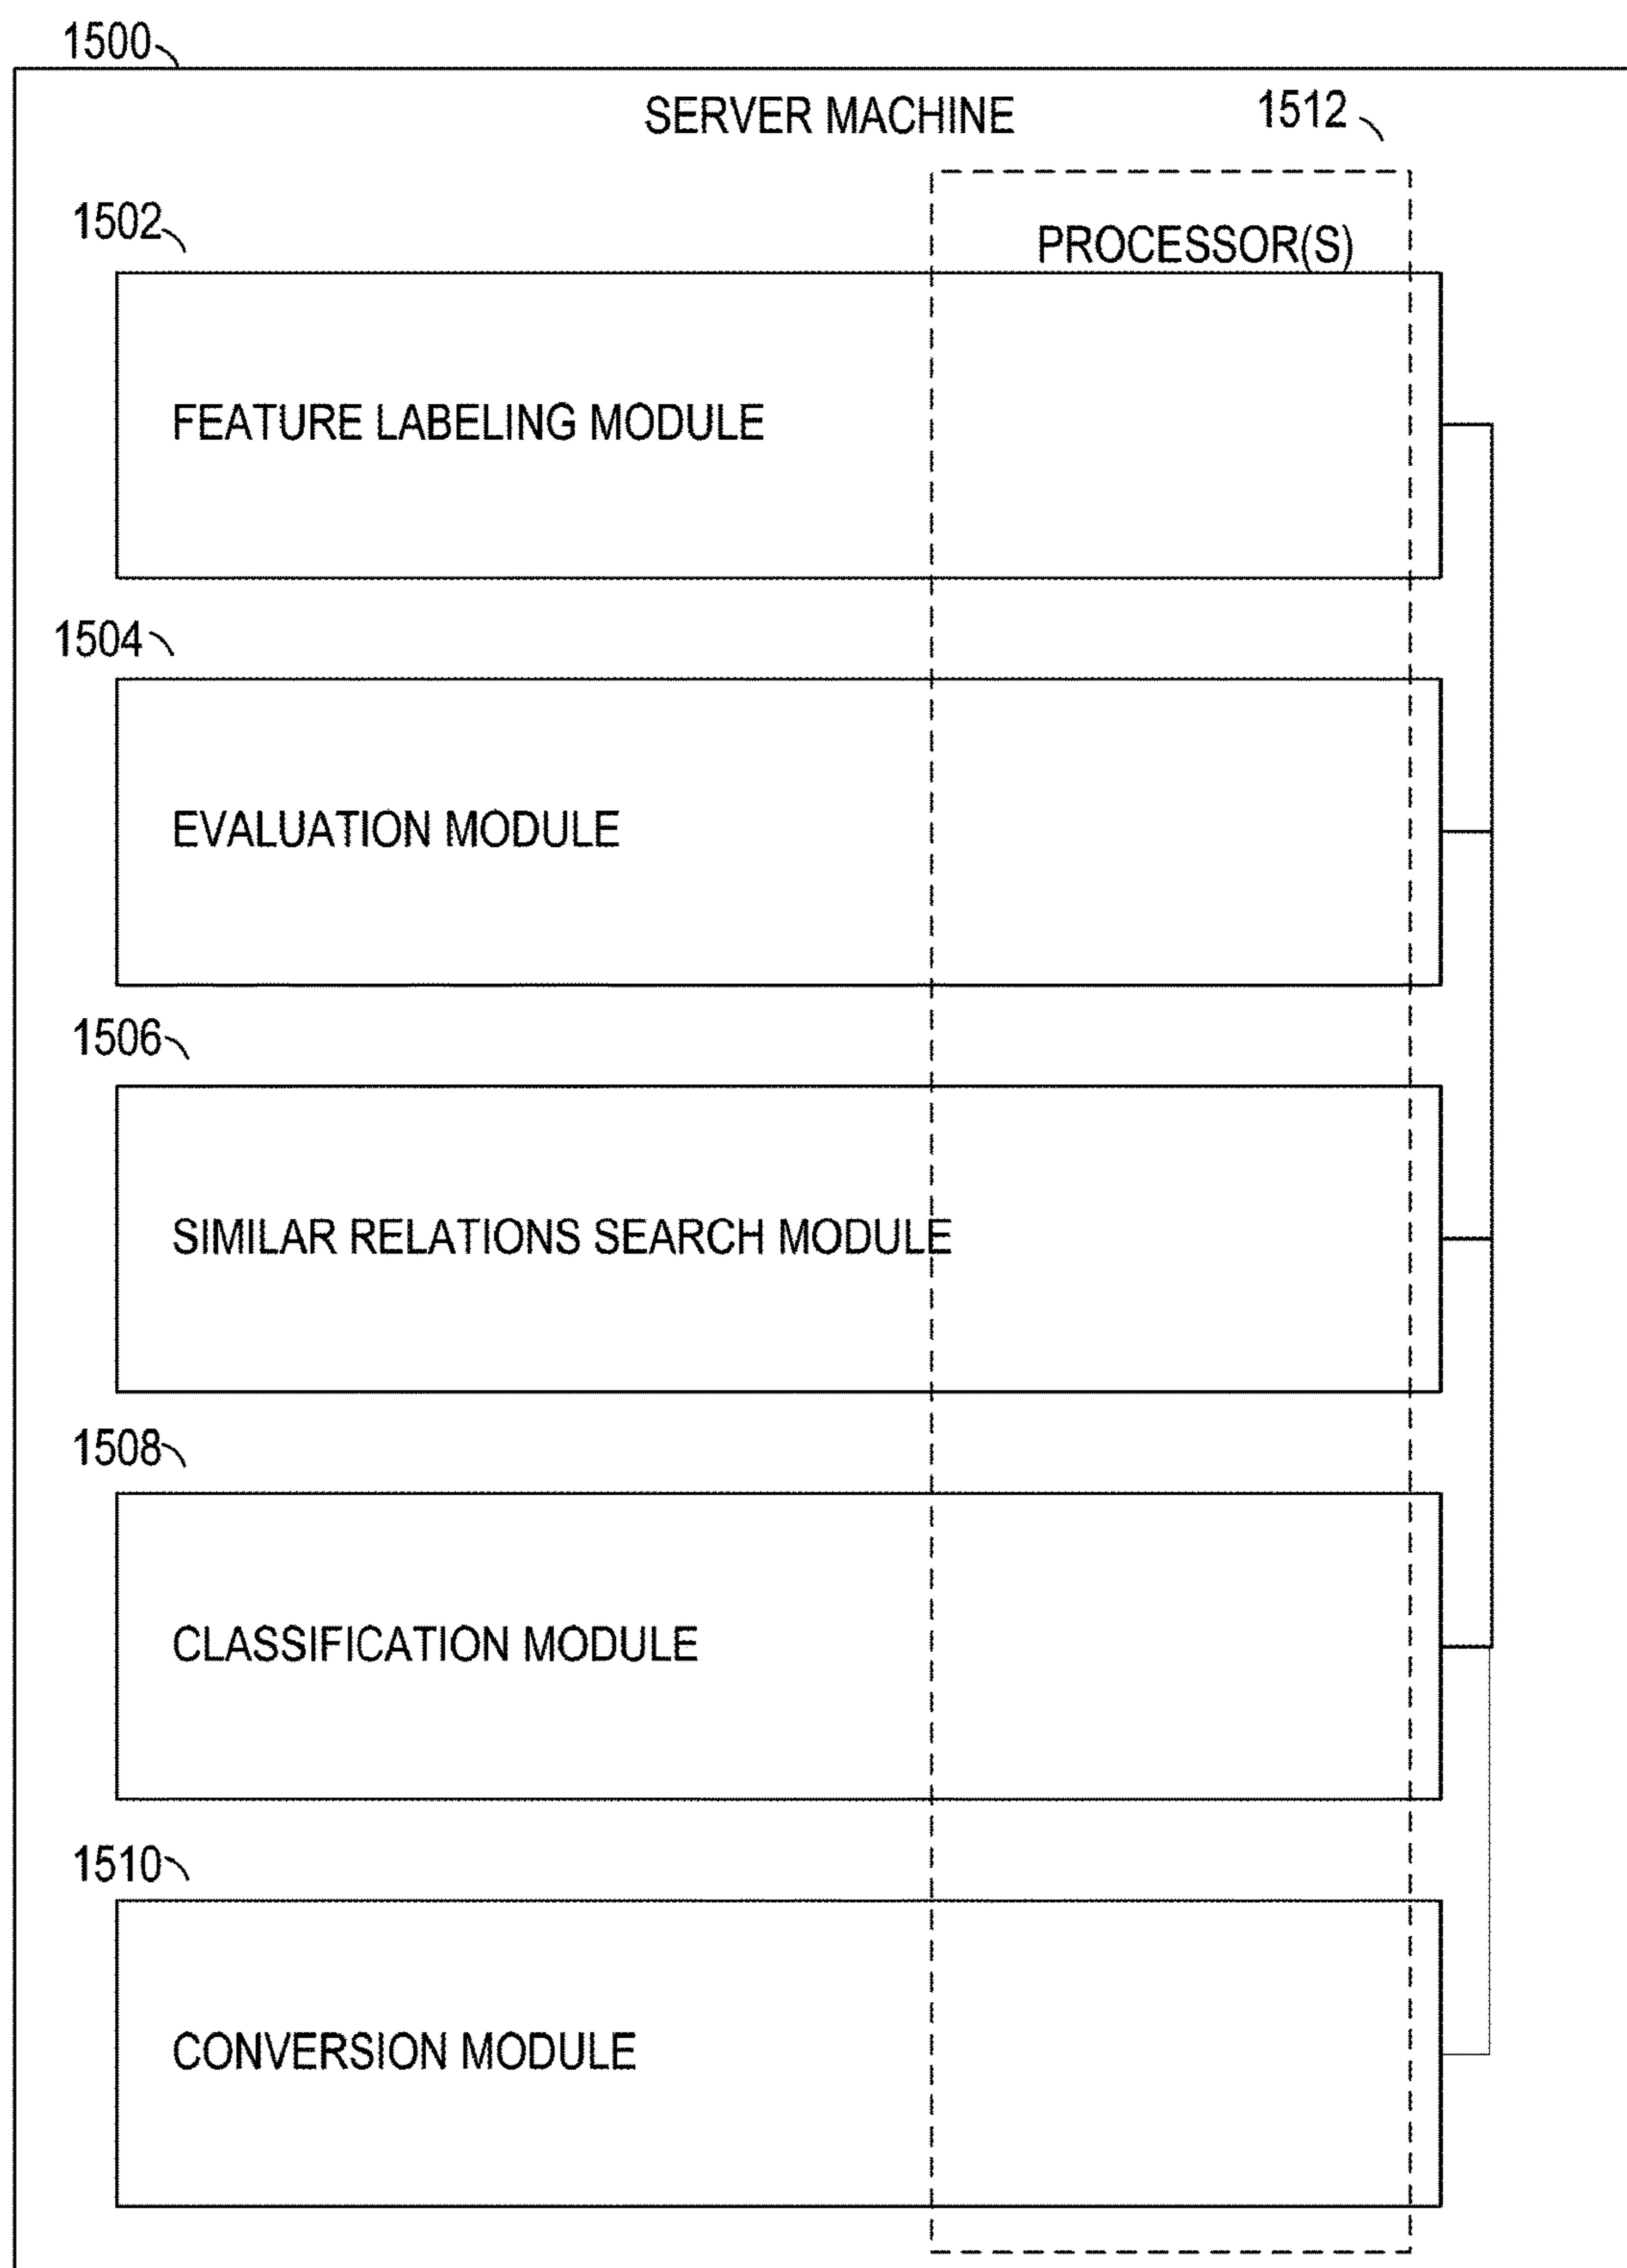 1500
SERVER MACHINE
1512
PROCESSOR(S)
1502
FEATURE LABELING MODULE
1504
EVALUATION MODULE
1506
SIMILAR RELATIONS SEARCH MODULE
1508
CLASSIFICATION MODULE
1510
CONVERSION MODULE